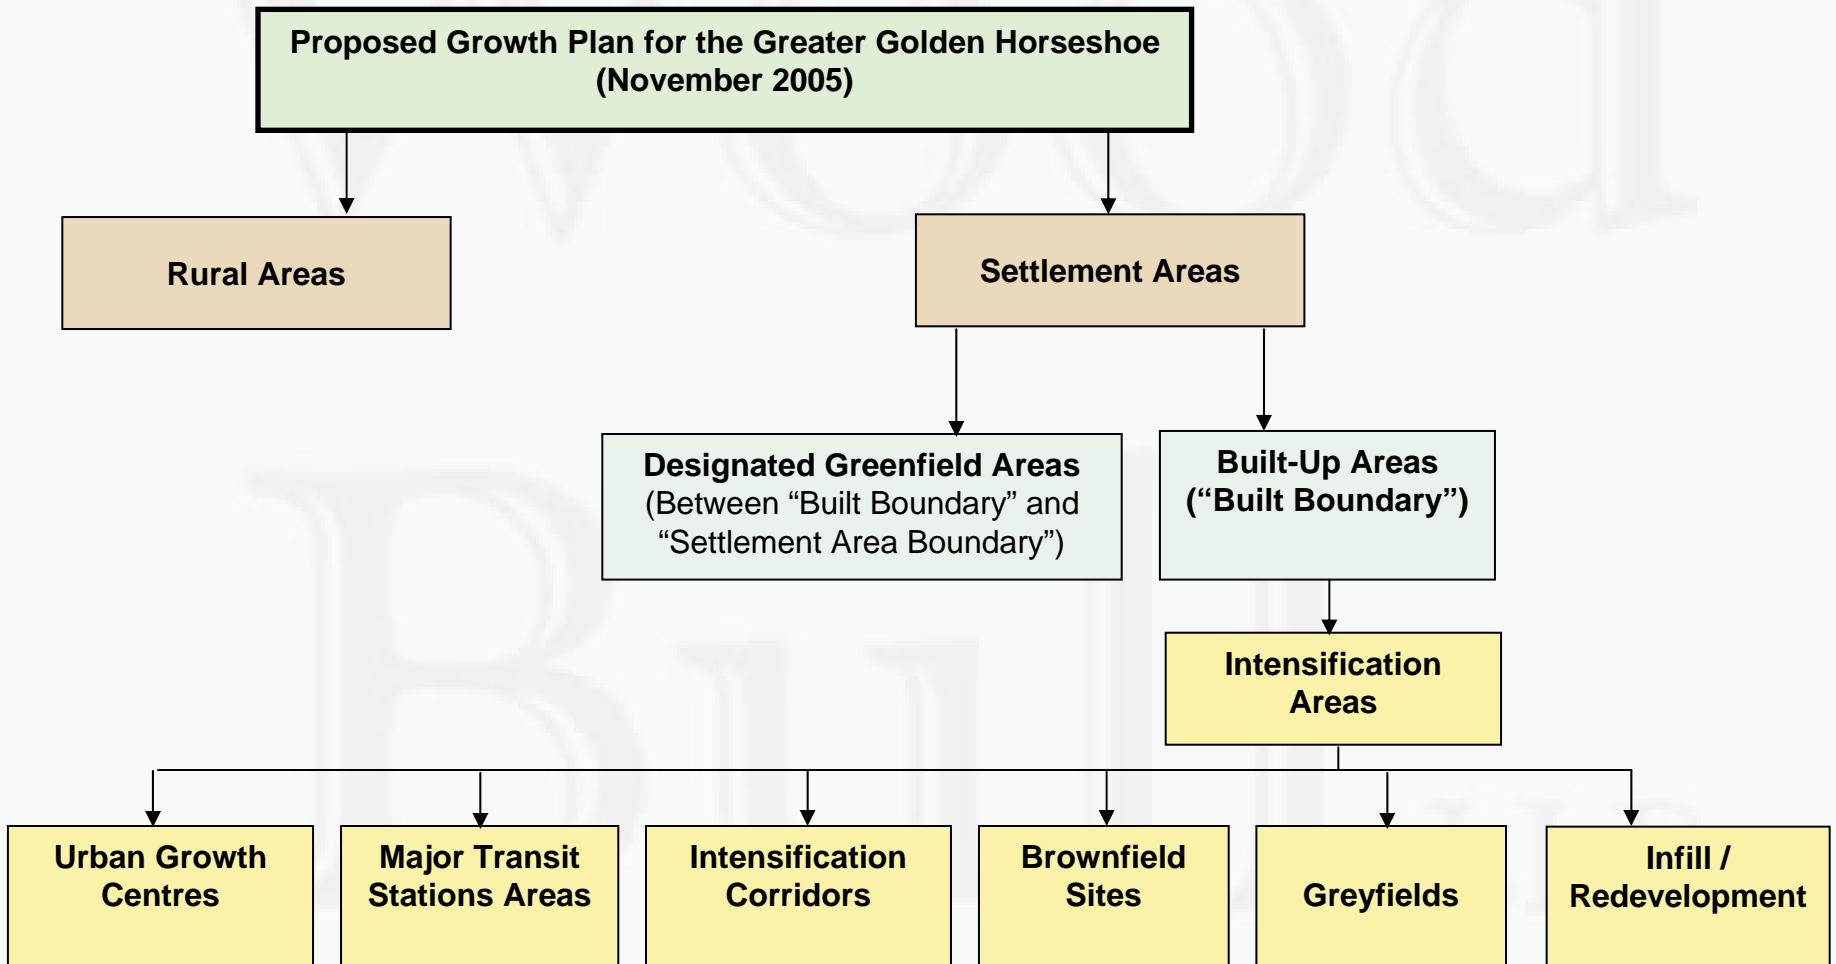 Proposed Growth Plan for the Greater Golden Horseshoe
(November 2005)
Rural Areas
Settlement Areas
Designated Greenfield Areas
(Between “Built Boundary” and
“Settlement Area Boundary”)
Built-Up Areas
(“Built Boundary”)
Intensification
Areas
Urban Growth
Centres
Major Transit
Stations Areas
Intensification
Corridors
Brownfield
Sites
Greyfields
Infill /
Redevelopment